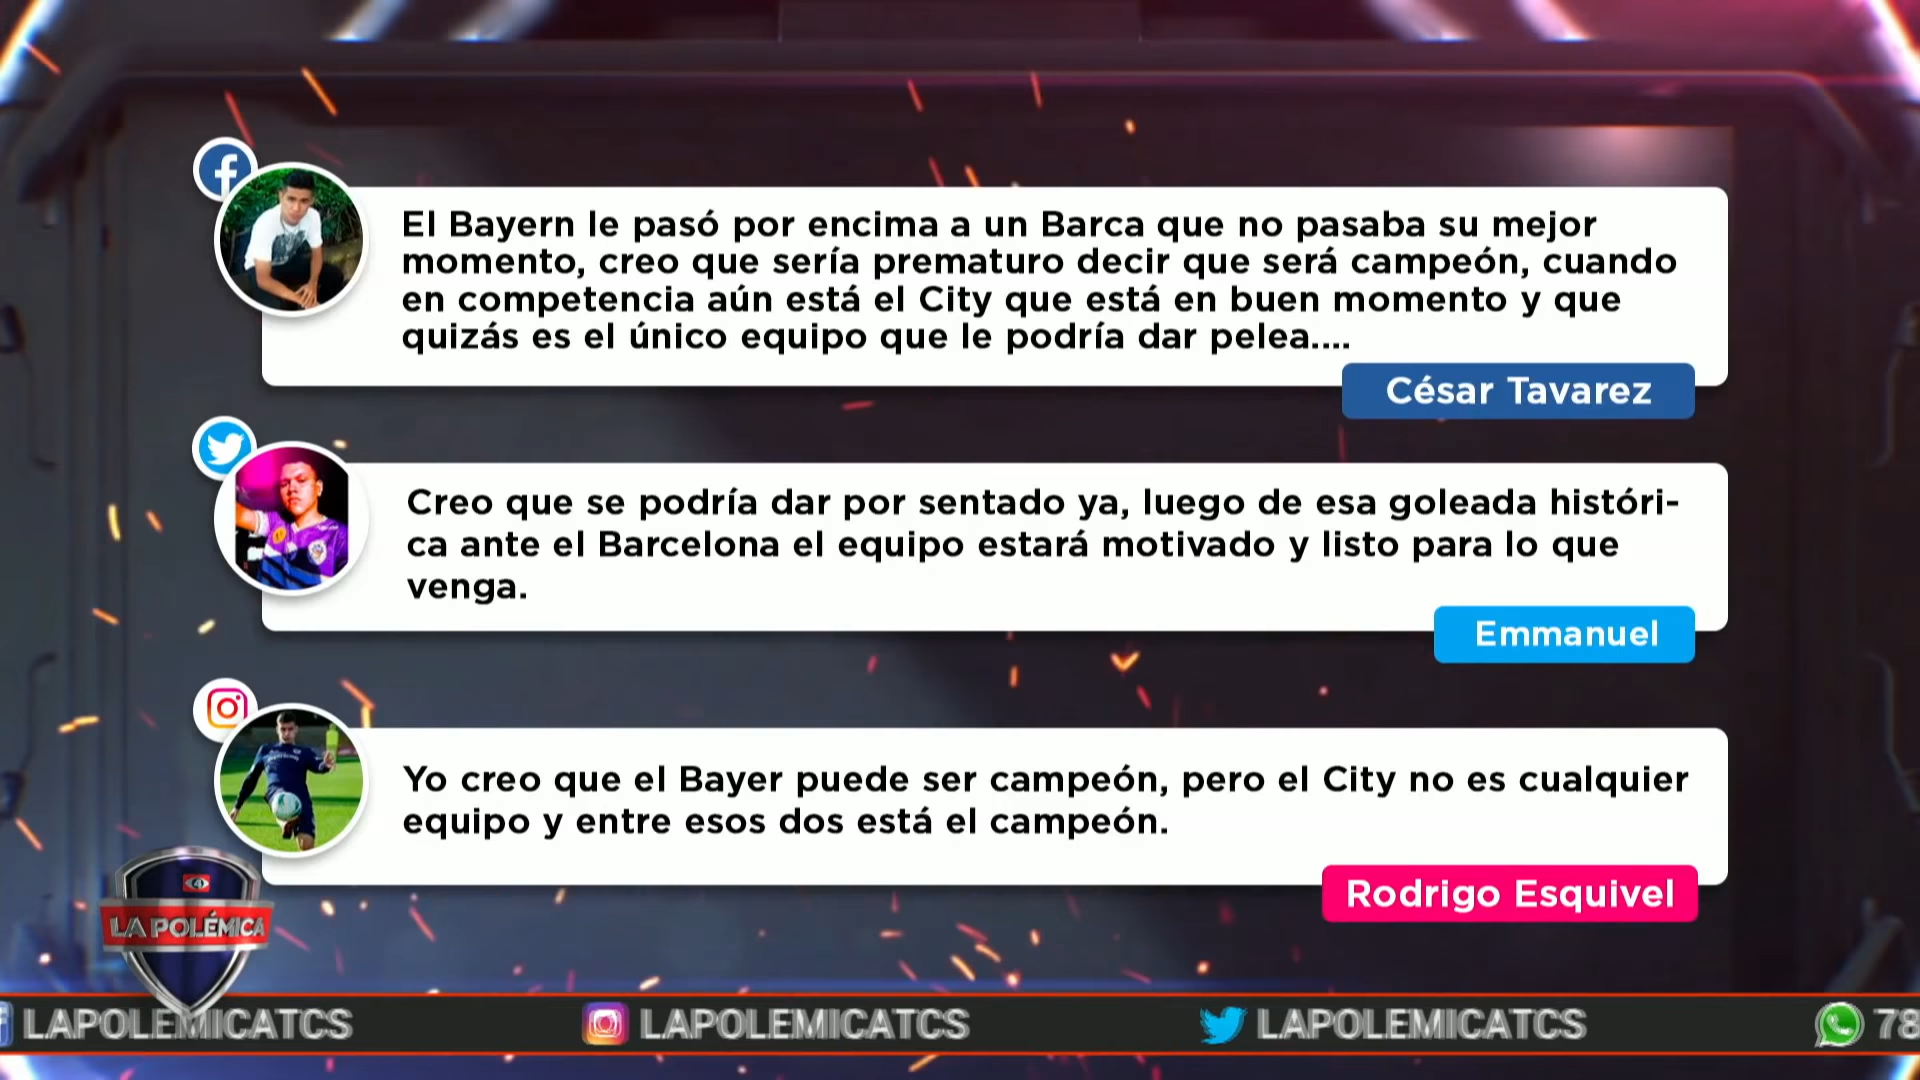 El Bayern le pasó por encima a un Barca que no pasaba su mejor
momento, creo que sería prematuro decir que será campeón, cuando
en competencia aún está el City que está en buen momento y que
quizás es el único equipo que le podría dar pelea....
César Tavarez
Creo que se podría dar por sentado ya, luego de esa goleada históri-
ca ante el Barcelona el equipo estará motivado y listo para lo que
venga.
Emmanuel
Yo creo que el Bayer puede ser campeón, pero el City no es cualquier
equipo y entre esos dos está el campeón.
Rodrigo Esquivel
4
LA POLÉMICA
LAPOLEMICATCS LAPOLEMICATCS LAPOLEMICATCS 78